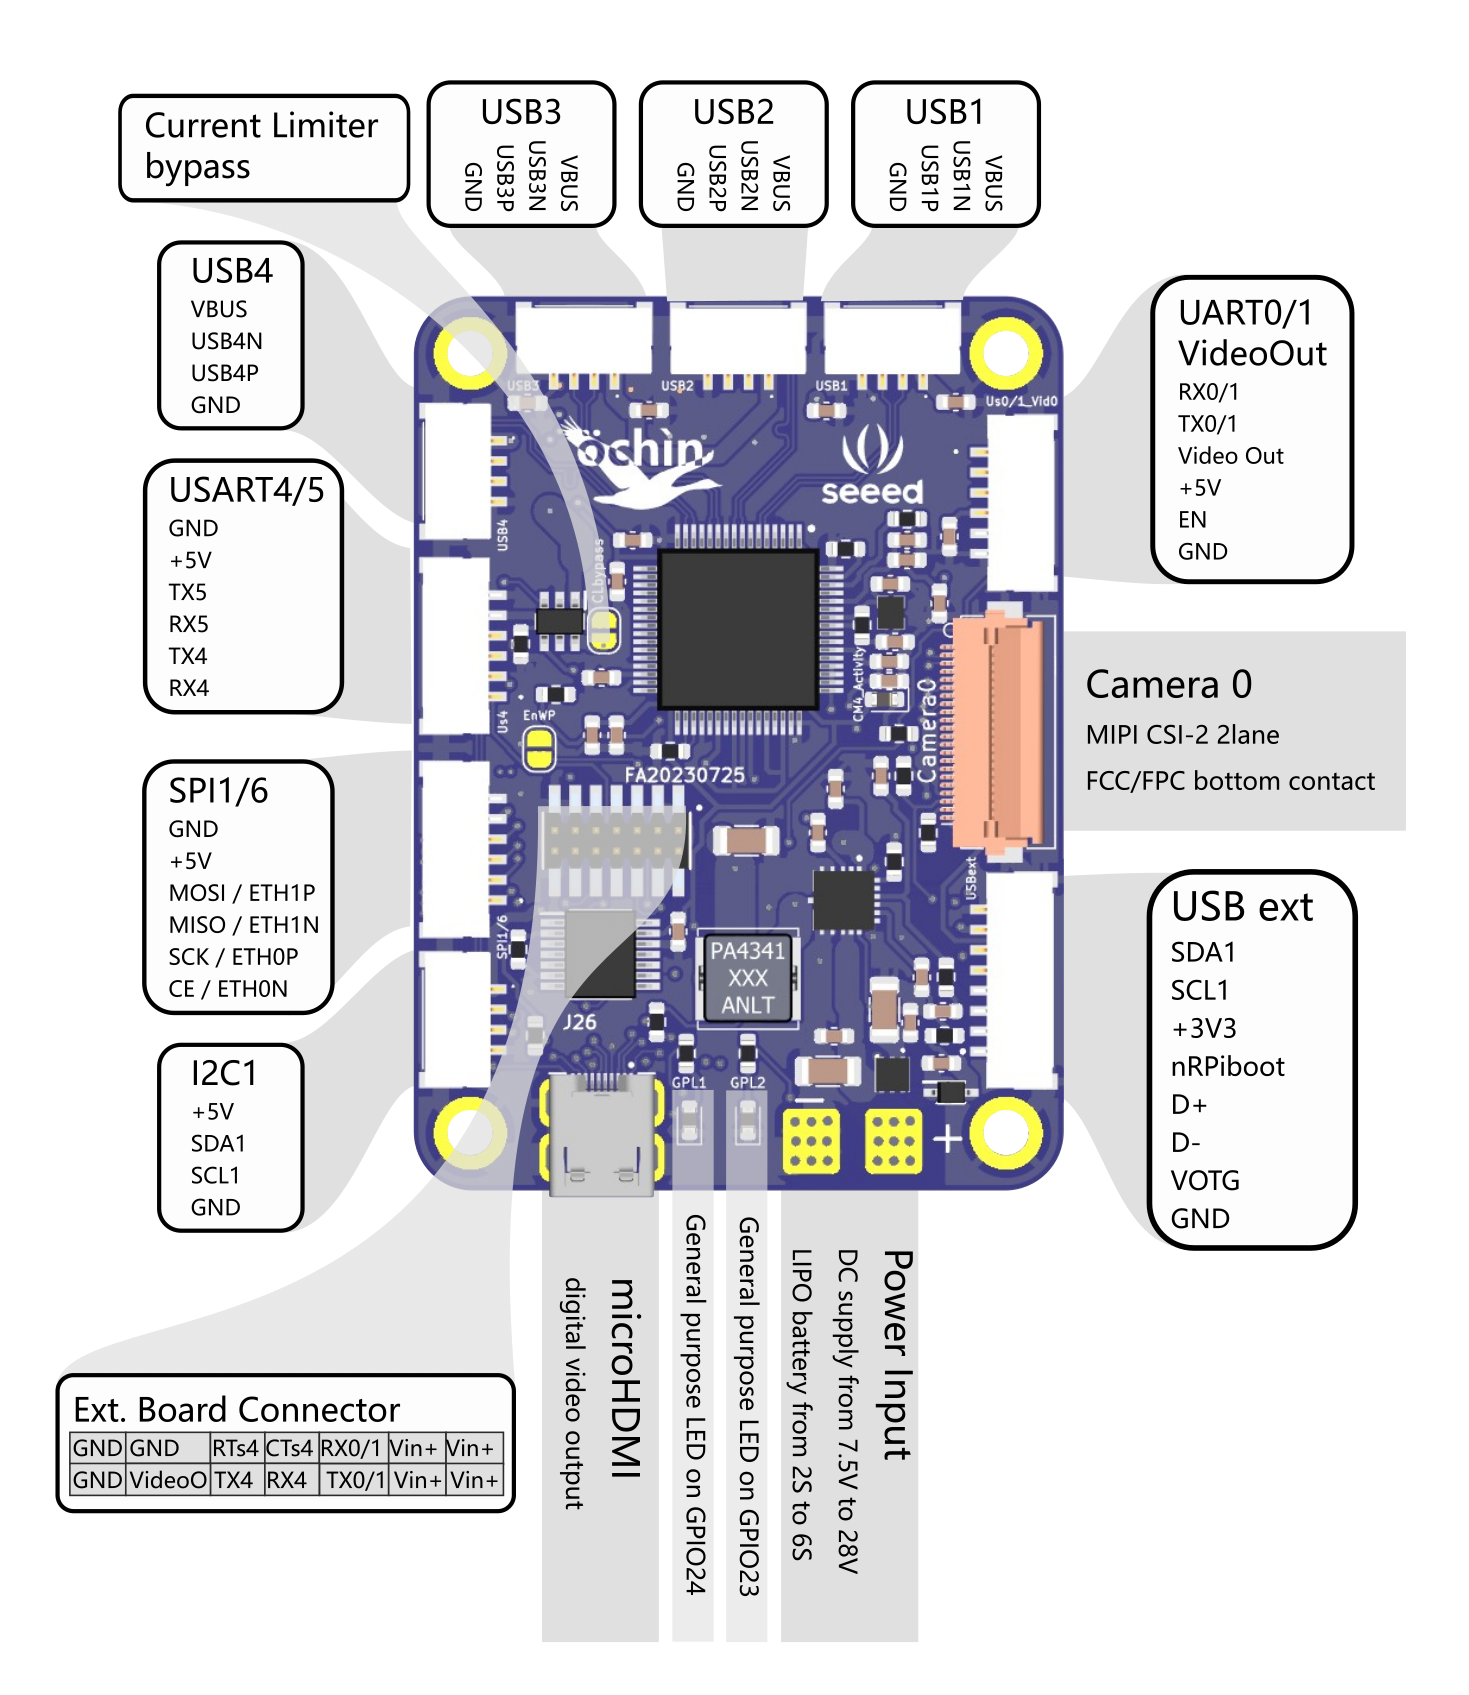 Current Limiter
bypass
USB3
VBUS
USB3N
USB3P
GND
USB2
VBUS
USB2N
USB2P
GND
USB1
VBUS
USB1N
USB1P
GND
USB4
VBUS
USB4N
USB4P
GND
USART4/5
GND
+5V
TX5
RX5
TX4
RX4
SPI1/6
GND
+5V
MOSI / ETH1P
MISO / ETH1N
SCK / ETH0P
CE / ETH0N
I2C1
+5V
SDA1
SCL1
GND
UART0/1
VideoOut
RX0/1
TX0/1
Video Out
+5V
EN
GND
Camera 0
MIPI CSI-2 2lane
FCC/FPC bottom contact
USB ext
SDA1
SCL1
+3V3
nRPiboot
D+
D-
VOTG
GND
USB3
USB2
USB1
Us0/1_Vid0
öchìn
seeed
USB4
CLbypass
CM4_Activity
Camera0
Us4
EnWP
FA20230725
USBext
SPI1/6
PA4341
XXX
ANLT
J26
GPL1
GPL2
+
Power Input
DC supply from 7.5V to 28V
LIPO battery from 2S to 6S
General purpose LED on GPIO23
General purpose LED on GPIO24
microHDMI
digital video output
Ext. Board Connector
GND GND RTs4 CTs4 RX0/1 Vin+ Vin+
GND VideoO TX4 RX4 TX0/1 Vin+ Vin+